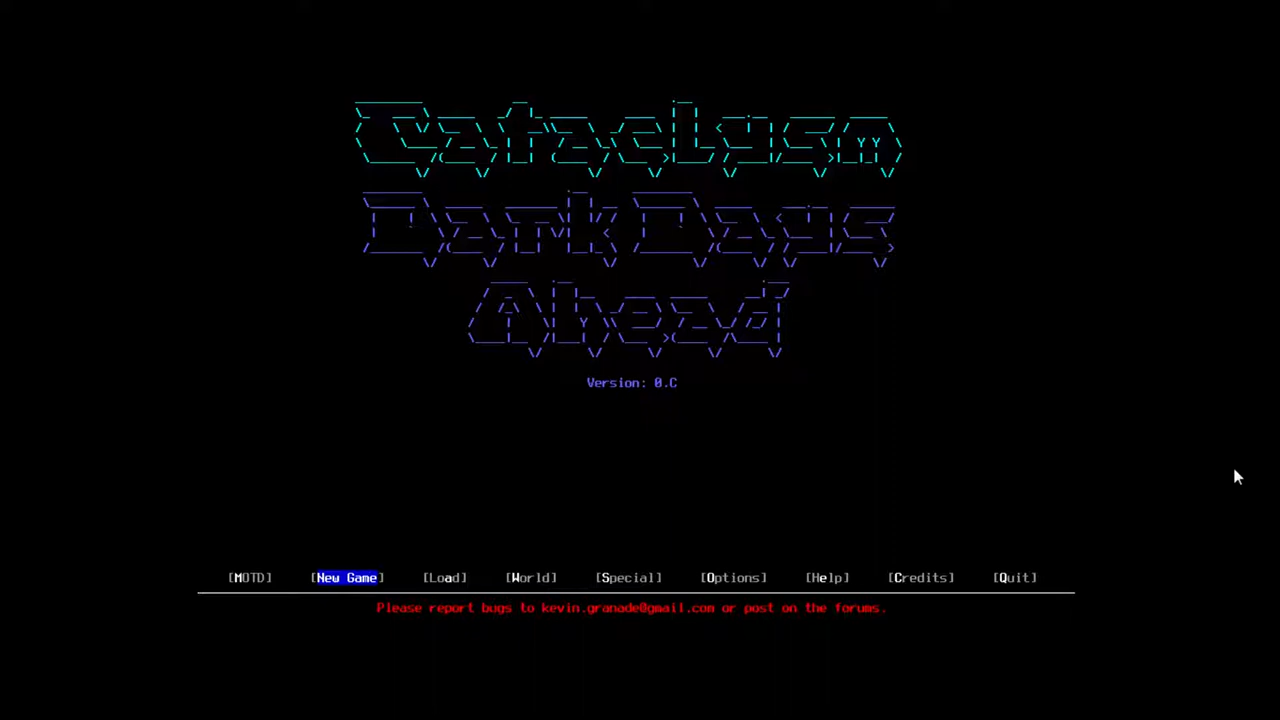 Cataclysm
Dark Days
Ahead
Version: 0.C
[MOTD] [New Game] [Load] [World] [Special] [Options] [Help] [Credits] [Quit]
Please report bugs to kevin.granade@gmail.com or post on the forums.